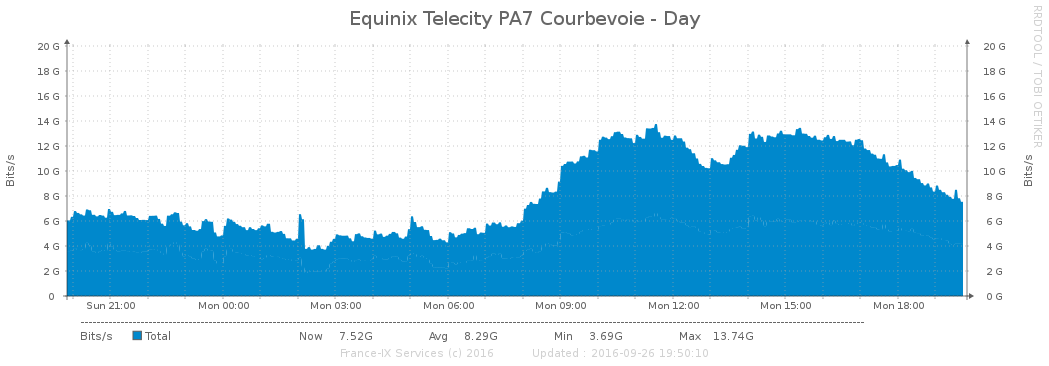 Equinix Telecity PA7 Courbevoie - Day
RRDTOOL / TOBI OETIKER
Bits/s
20 G 20 G
18 G 18 G
16 G 16 G
14 G 14 G
12 G 12 G
10 G 10 G
8 G 8 G
6 G 6 G
4 G 4 G
2 G 2 G
0 0 G
Bits/s
Sun 21:00 Mon 00:00 Mon 03:00 Mon 06:00 Mon 09:00 Mon 12:00 Mon 15:00 Mon 18:00
Bits/s Total Now 7.52G Avg 8.29G Min 3.69G Max 13.74G
France-IX Services (c) 2016 Updated : 2016-09-26 19:50:10